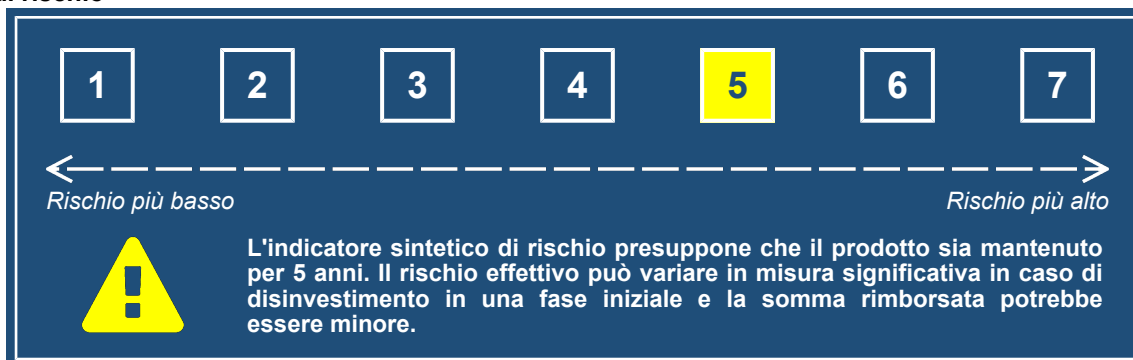 di rischio
1 2 3 4 5 6 7
Rischio più basso Rischio più alto
L'indicatore sintetico di rischio presuppone che il prodotto sia mantenuto
per 5 anni. Il rischio effettivo può variare in misura significativa in caso di
disinvestimento in una fase iniziale e la somma rimborsata potrebbe
essere minore.